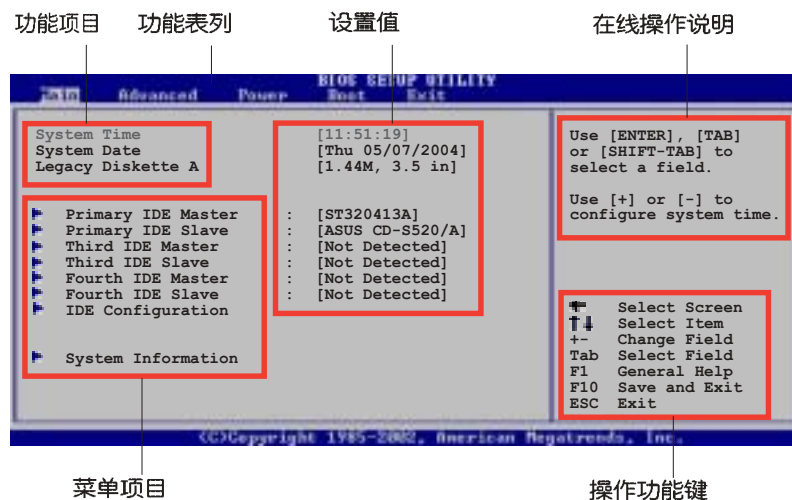 功能项目 功能表列 设置值 在线操作说明
BIOS SETUP UTILITY
Main Advanced Power Boot Exit
System Time [11:51:19]
System Date [Thu 05/07/2004]
Legacy Diskette A [1.44M, 3.5 in]
Primary IDE Master : [ST320413A]
Primary IDE Slave : [ASUS CD-S520/A]
Third IDE Master : [Not Detected]
Third IDE Slave : [Not Detected]
Fourth IDE Master : [Not Detected]
Fourth IDE Slave : [Not Detected]
IDE Configuration
System Information
Use [ENTER], [TAB]
or [SHIFT-TAB] to
select a field.
Use [+] or [-] to
configure system time.
Select Screen
↑↓ Select Item
+- Change Field
Tab Select Field
F1 General Help
F10 Save and Exit
ESC Exit
(C)Copyright 1985-2002, American Megatrends, Inc.
菜单项目 操作功能键